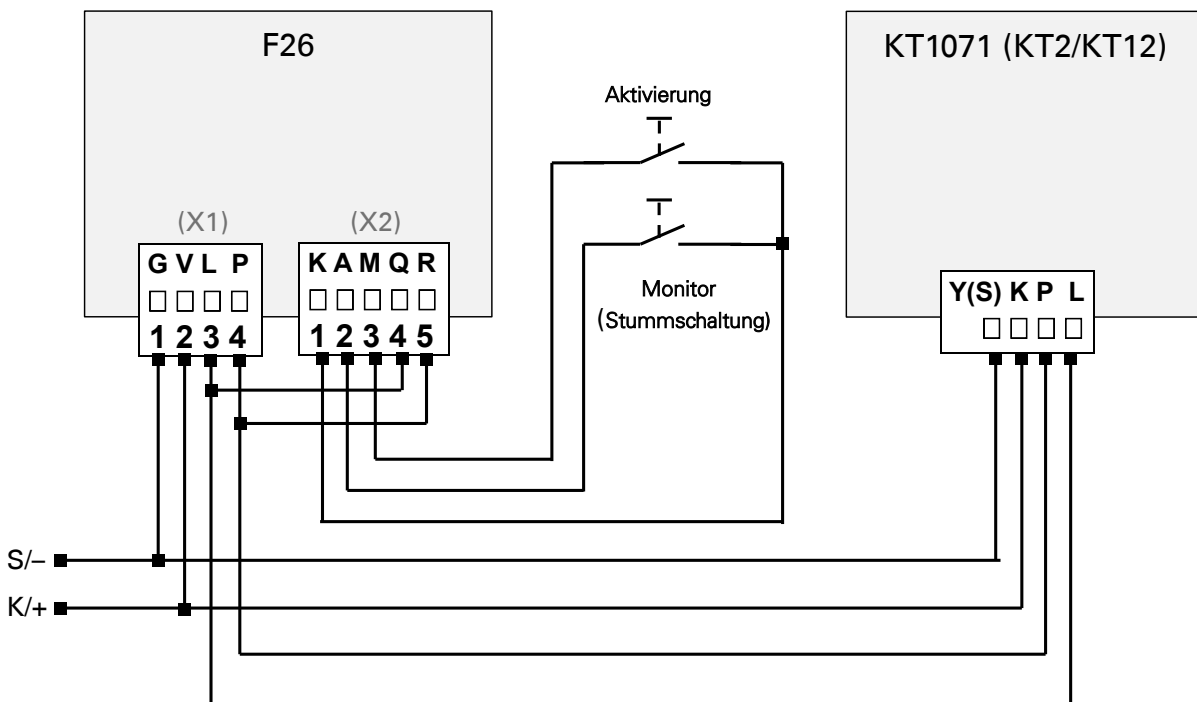 F26
KT1071 (KT2/KT12)
Aktivierung
(X1)
(X2)
G V L P
K A M Q R
Monitor
(Stummschaltung)
Y(S) K P L
1 2 3 4
1 2 3 4 5
S/–
K/+